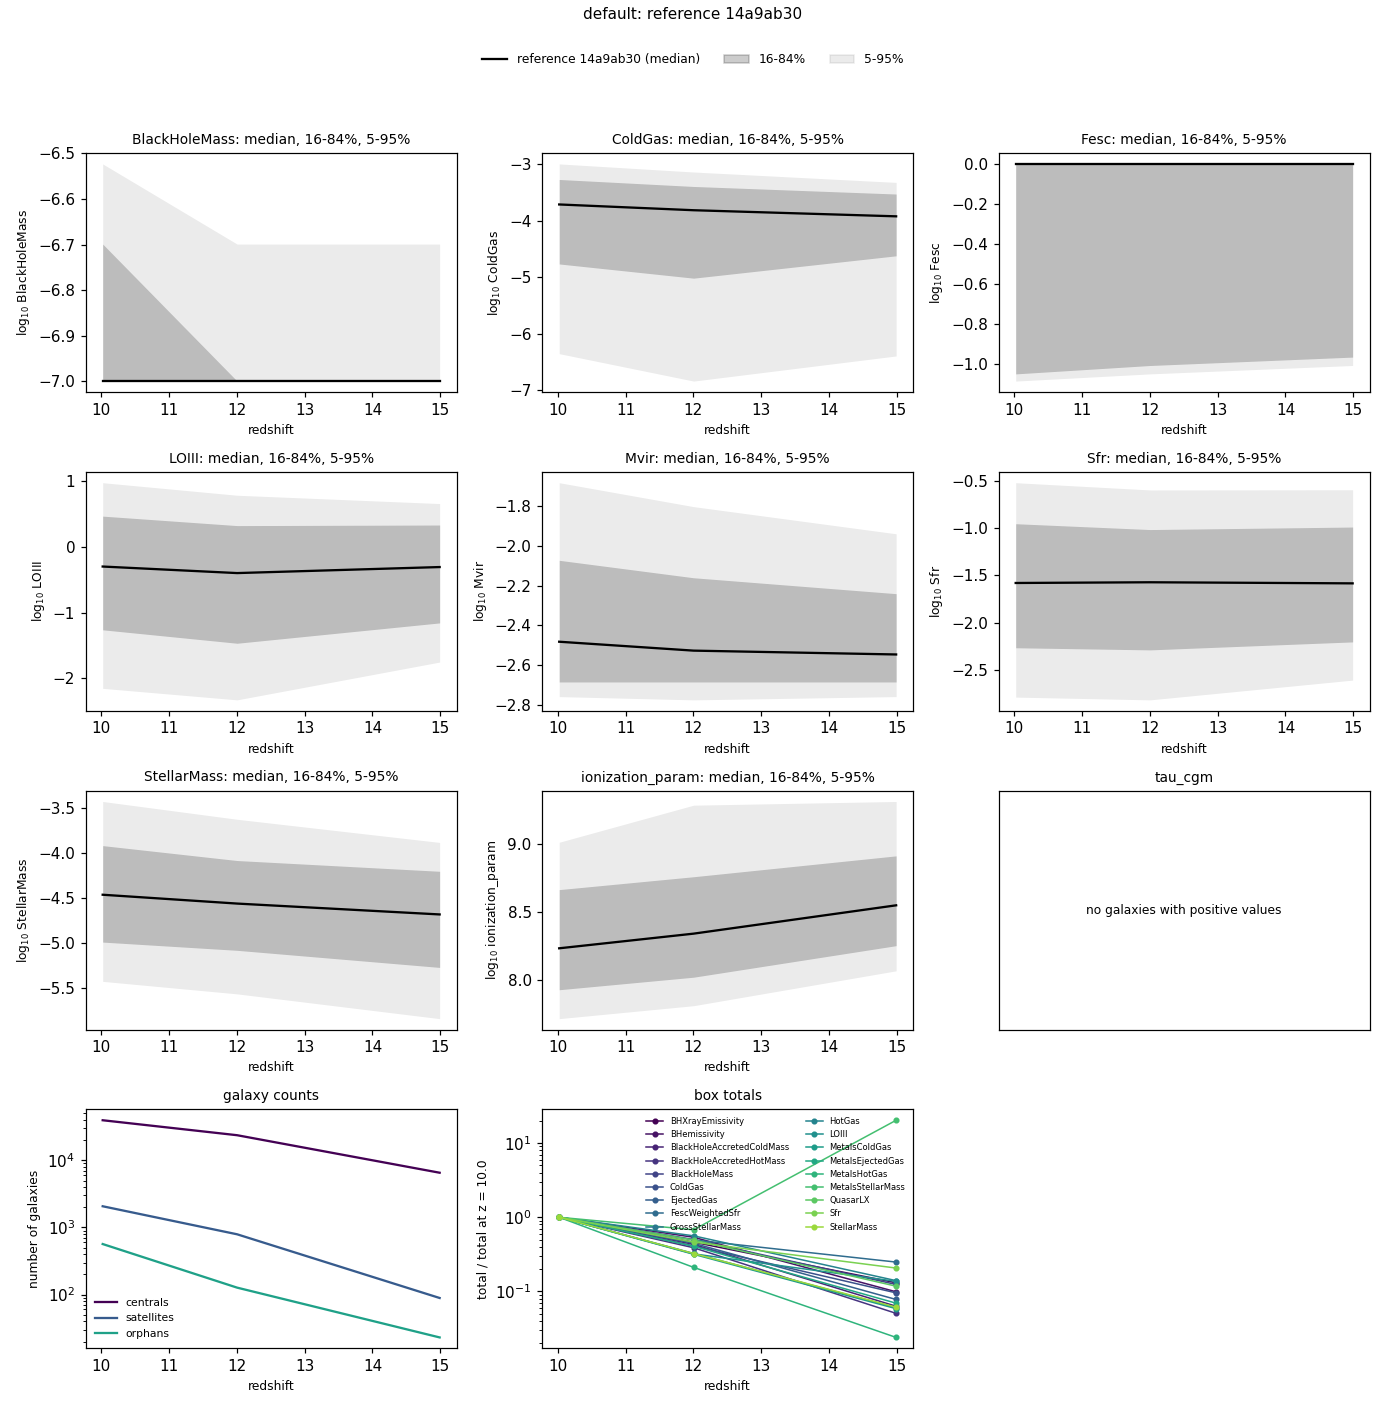 default: reference 14a9ab30
reference 14a9ab30 (median) 16-84% 5-95%
BlackHoleMass: median, 16-84%, 5-95%
−6.5
−6.6
−6.7
−6.8
−6.9
−7.0
log10 BlackHoleMass
10 11 12 13 14 15
redshift
ColdGas: median, 16-84%, 5-95%
−3
−4
−5
−6
−7
log10 ColdGas
10 11 12 13 14 15
redshift
Fesc: median, 16-84%, 5-95%
0.0
−0.2
−0.4
−0.6
−0.8
−1.0
log10 Fesc
10 11 12 13 14 15
redshift
LOIII: median, 16-84%, 5-95%
1
0
−1
−2
log10 LOIII
10 11 12 13 14 15
redshift
Mvir: median, 16-84%, 5-95%
−1.8
−2.0
−2.2
−2.4
−2.6
−2.8
log10 Mvir
10 11 12 13 14 15
redshift
Sfr: median, 16-84%, 5-95%
−0.5
−1.0
−1.5
−2.0
−2.5
log10 Sfr
10 11 12 13 14 15
redshift
StellarMass: median, 16-84%, 5-95%
−3.5
−4.0
−4.5
−5.0
−5.5
log10 StellarMass
10 11 12 13 14 15
redshift
ionization_param: median, 16-84%, 5-95%
9.0
8.5
8.0
log10 ionization_param
10 11 12 13 14 15
redshift
tau_cgm
no galaxies with positive values
galaxy counts
10^4
10^3
10^2
number of galaxies
centrals
satellites
orphans
10 11 12 13 14 15
redshift
box totals
10^1
10^0
10^−1
total / total at z = 10.0
BHXrayEmissivity
BHemissivity
BlackHoleAccretedColdMass
BlackHoleAccretedHotMass
BlackHoleMass
ColdGas
EjectedGas
FescWeightedSfr
GrossStellarMass
HotGas
LOIII
MetalsColdGas
MetalsEjectedGas
MetalsHotGas
MetalsStellarMass
QuasarLX
Sfr
StellarMass
10 11 12 13 14 15
redshift